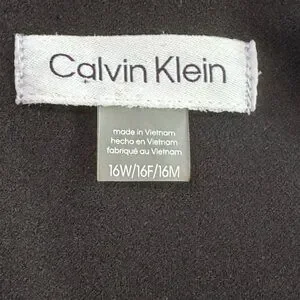 Calvin Klein
made in Vietnam
hecho en Vietnam
fabriqué au Vietnam
16W/16F/16M